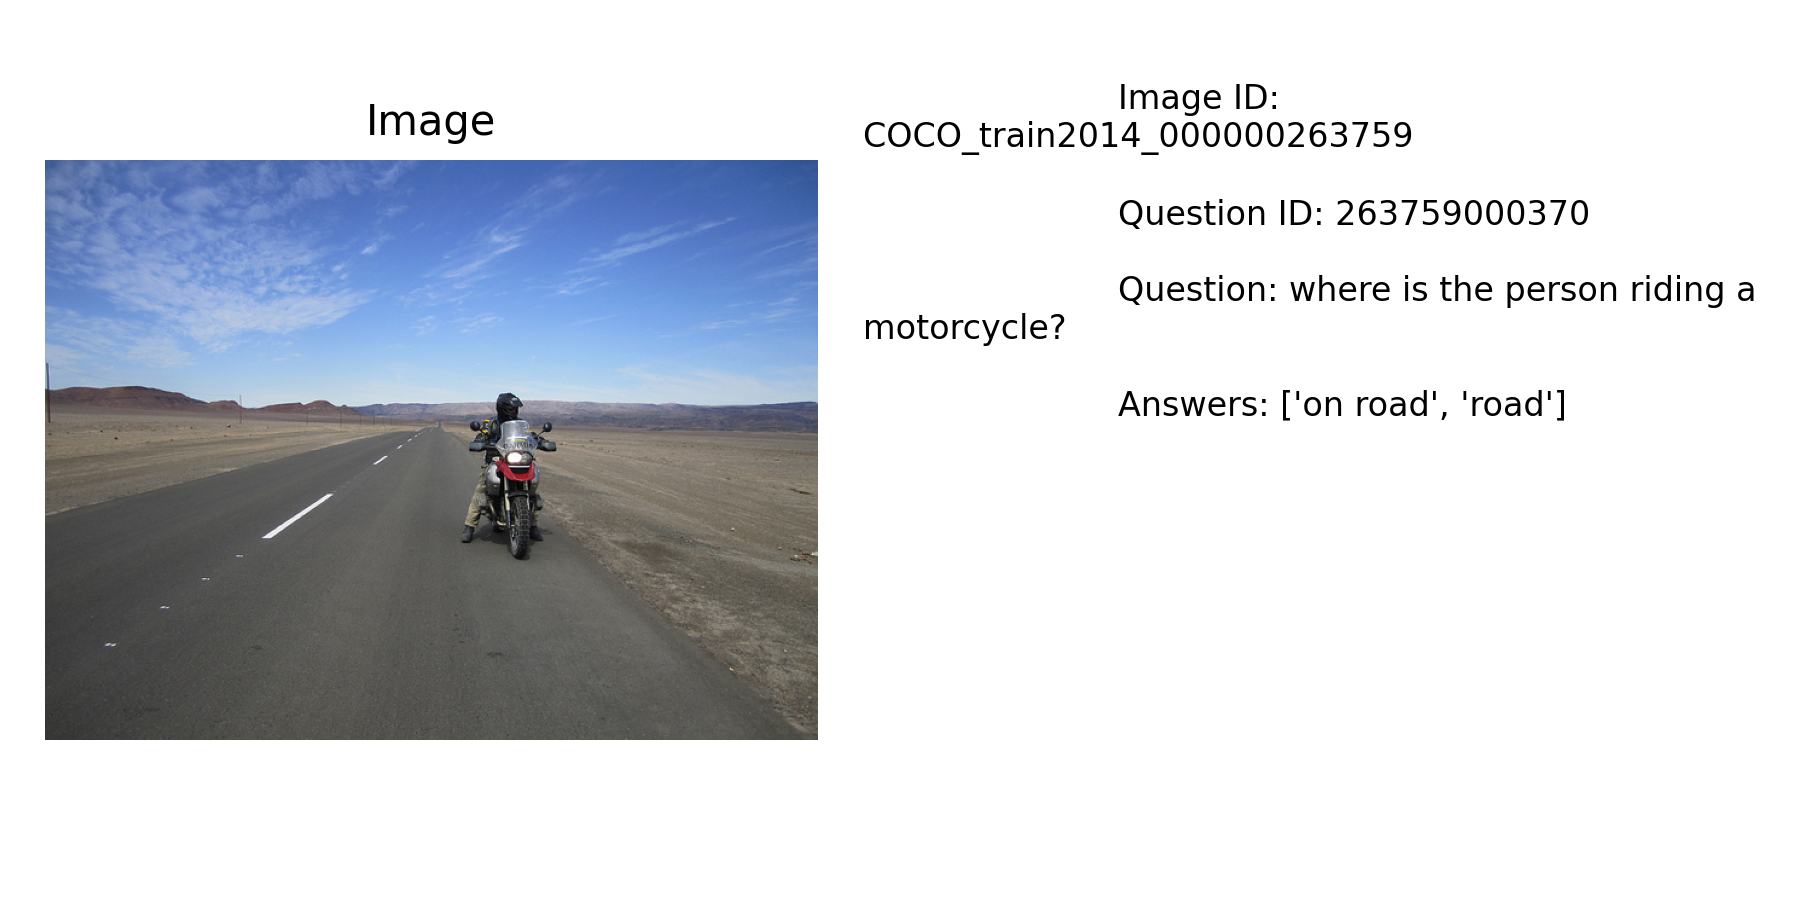 Image
Image ID:
COCO_train2014_000000263759
Question ID: 263759000370
Question: where is the person riding a
motorcycle?
Answers: ['on road', 'road']